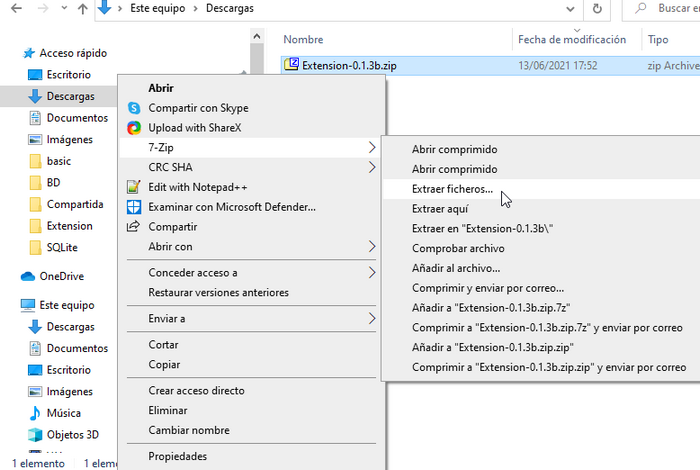 Este equipo > Descargas
Buscar en
Nombre
Fecha de modificación
Tipo
Extension-0.1.3b.zip
13/06/2021 17:52
zip Archive
Acceso rápido
Escritorio
Descargas
Documentos
Imágenes
basic
BD
Compartida
Extension
SQLite
OneDrive
Este equipo
Descargas
Documentos
Escritorio
Imágenes
Música
Objetos 3D
1 elemento
1 eleme
Abrir
Compartir con Skype
Upload with ShareX
7-Zip
CRC SHA
Edit with Notepad++
Examinar con Microsoft Defender...
Compartir
Abrir con
Conceder acceso a
Restaurar versiones anteriores
Enviar a
Cortar
Copiar
Crear acceso directo
Eliminar
Cambiar nombre
Propiedades
Abrir comprimido
Abrir comprimido
Extraer ficheros...
Extraer aquí
Extraer en "Extension-0.1.3b\"
Comprobar archivo
Añadir al archivo...
Comprimir y enviar por correo...
Añadir a "Extension-0.1.3b.zip.7z"
Comprimir a "Extension-0.1.3b.zip.7z" y enviar por correo
Añadir a "Extension-0.1.3b.zip.zip"
Comprimir a "Extension-0.1.3b.zip.zip" y enviar por correo